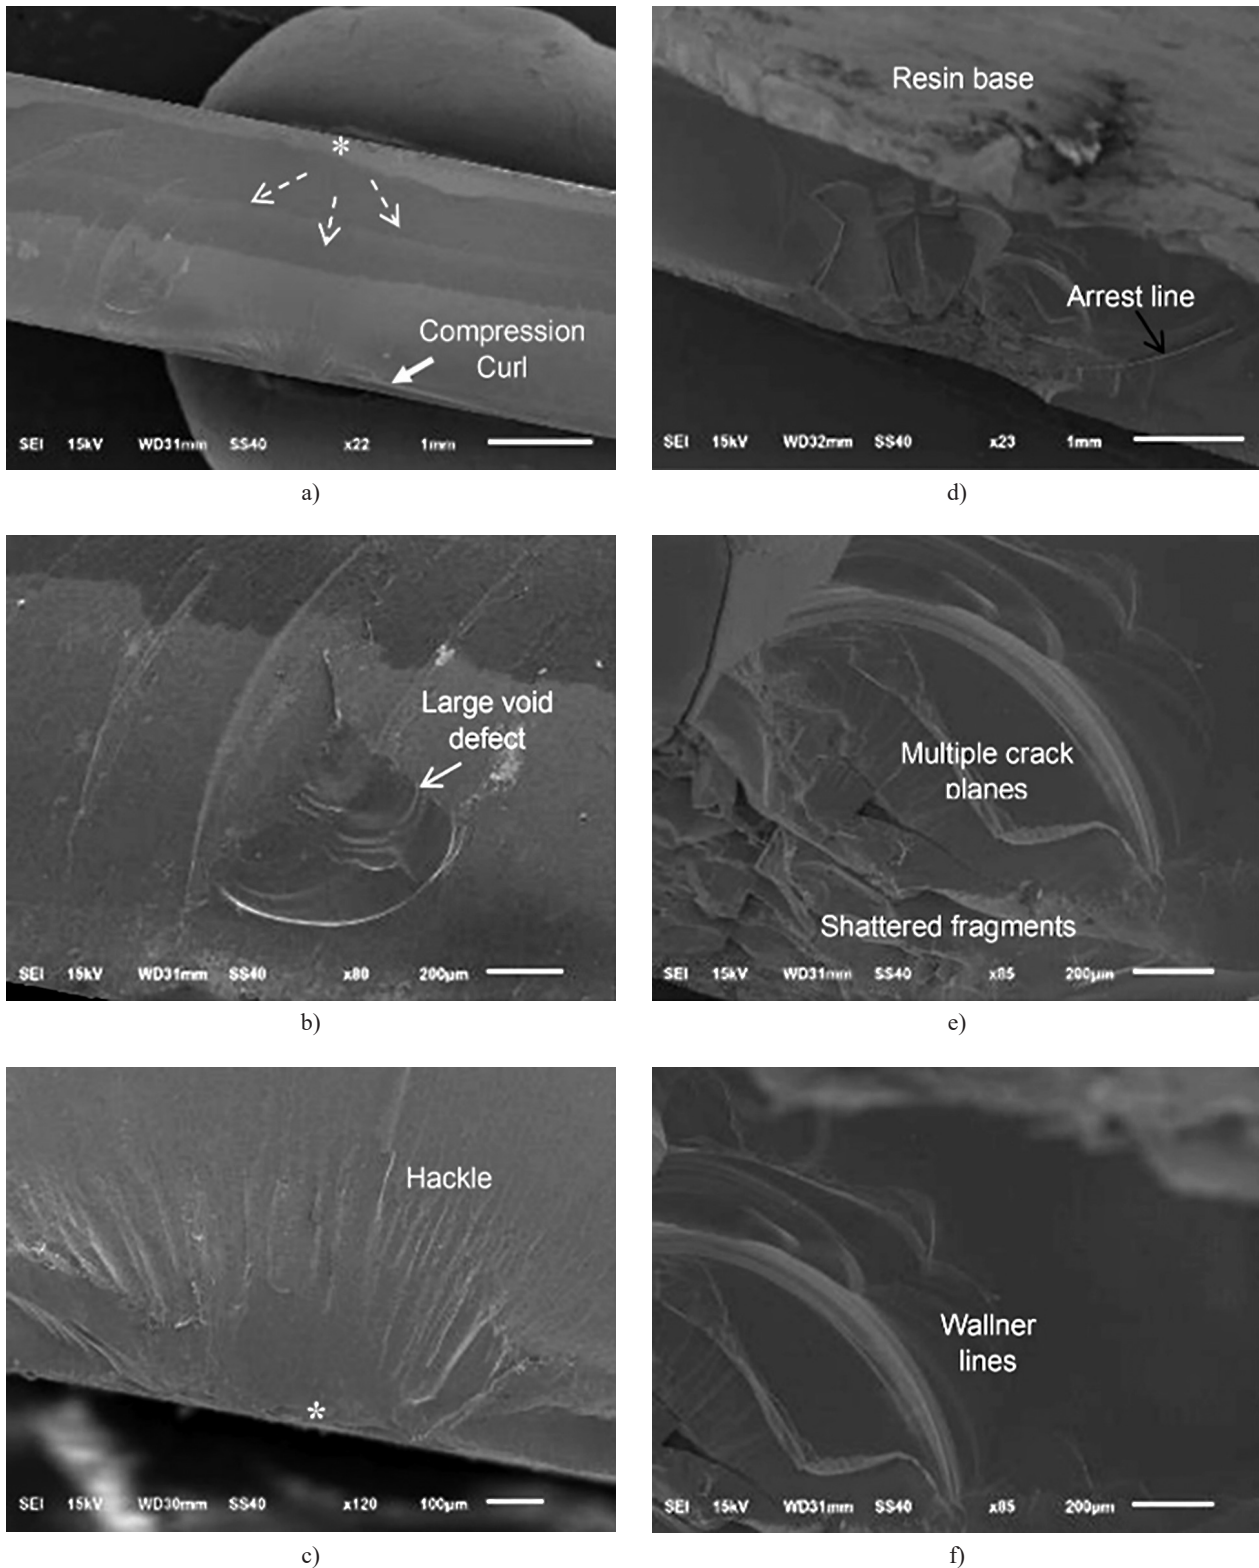 *
Compression
Curl
SEI 15kV WD31mm SS40 x22 1mm
a)
Large void
defect
SEI 15kV WD31mm SS40 x80 200µm
b)
Hackle
*
SEI 15kV WD30mm SS40 x120 100µm
c)
Resin base
Arrest line
SEI 15kV WD32mm SS40 x23 1mm
d)
Multiple crack
planes
Shattered fragments
SEI 15kV WD31mm SS40 x85 200µm
e)
Wallner
lines
SEI 15kV WD31mm SS40 x85 200µm
f)